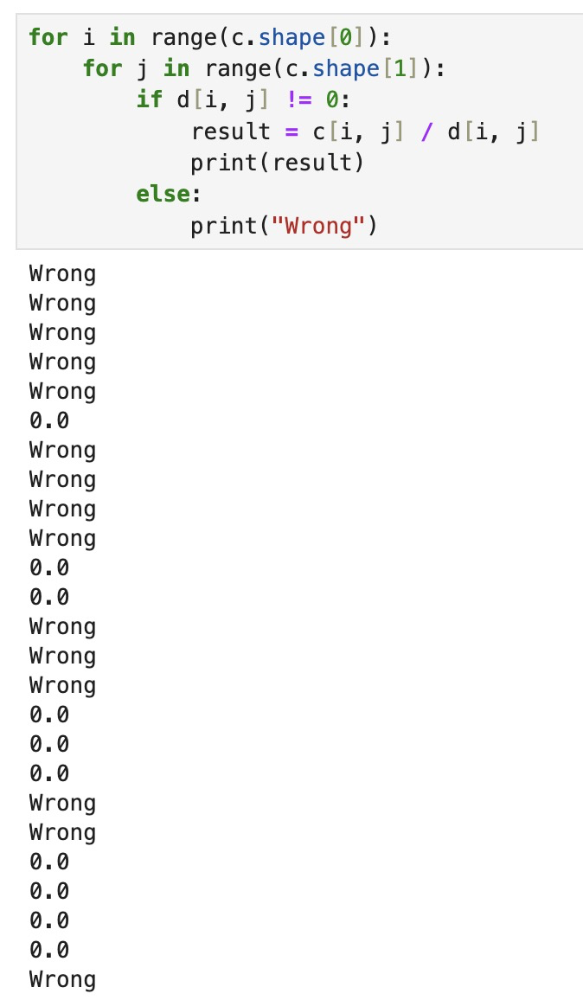 for i in range(c.shape[0]):
    for j in range(c.shape[1]):
        if d[i, j] != 0:
            result = c[i, j] / d[i, j]
            print(result)
        else:
            print("Wrong")
Wrong
Wrong
Wrong
Wrong
Wrong
0.0
Wrong
Wrong
Wrong
Wrong
0.0
0.0
Wrong
Wrong
Wrong
0.0
0.0
0.0
Wrong
Wrong
0.0
0.0
0.0
0.0
Wrong